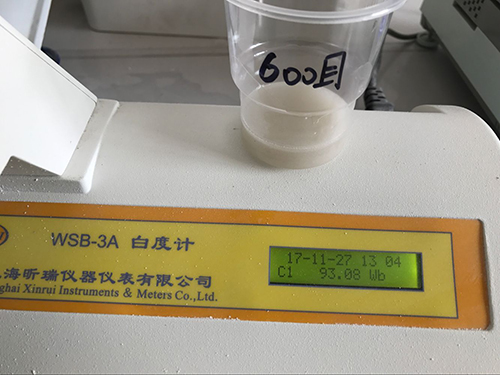 600目
WSB-3A 白度计
17-11-27 13 04
C1 93.08 Wb
海昕瑞仪器仪表有限公司
Xinrui Instruments & Meters Co.,Ltd.